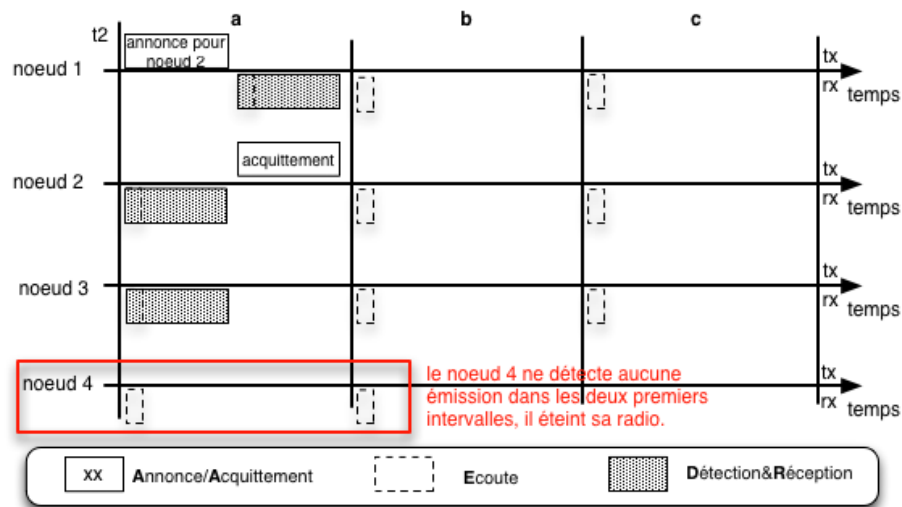 a
b
c
t2
annonce pour
noeud 2
noeud 1
tx
rx
temps
acquittement
noeud 2
tx
rx
temps
noeud 3
tx
rx
temps
noeud 4
tx
rx
temps
le noeud 4 ne détecte aucune
émission dans les deux premiers
intervalles, il éteint sa radio.
XX
Annonce/Acquittement
Ecoute
Détection&Réception